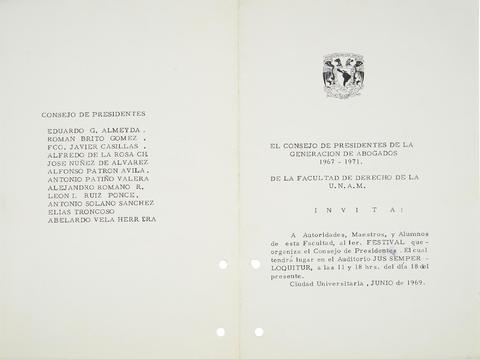 CONSEJO DE PRESIDENTES
EDUARDO G. ALMEYDA .
ROMAN BRITO GOMEZ .
FCO. JAVIER CASILLAS .
ALFREDO DE LA ROSA CH.
JOSE NUÑEZ DE ALVAREZ
ALFONSO PATRON AVILA .
ANTONIO PATIÑO VALERA
ALEJANDRO ROMANO R.
LEON I. RUIZ PONCE .
ANTONIO SOLANO SANCHEZ
ELIAS TRONCOSO
ABELARDO VELA HERRERA
EL CONSEJO DE PRESIDENTES DE LA
GENERACION DE ABOGADOS
1967 - 1971.
DE LA FACULTAD DE DERECHO DE LA
U.N.A.M.
I N V I T A :
A Autoridades, Maestros, y Alumnos
de esta Facultad, al 1er. FESTIVAL que-
organiza el Consejo de Presidentes . El cual
tendrá lugar en el Auditorio JUS SEMPER
LOQUITUR, a las 11 y 18 hrs. del día 18 del
presente.
Ciudad Universitaria , JUNIO de 1969.